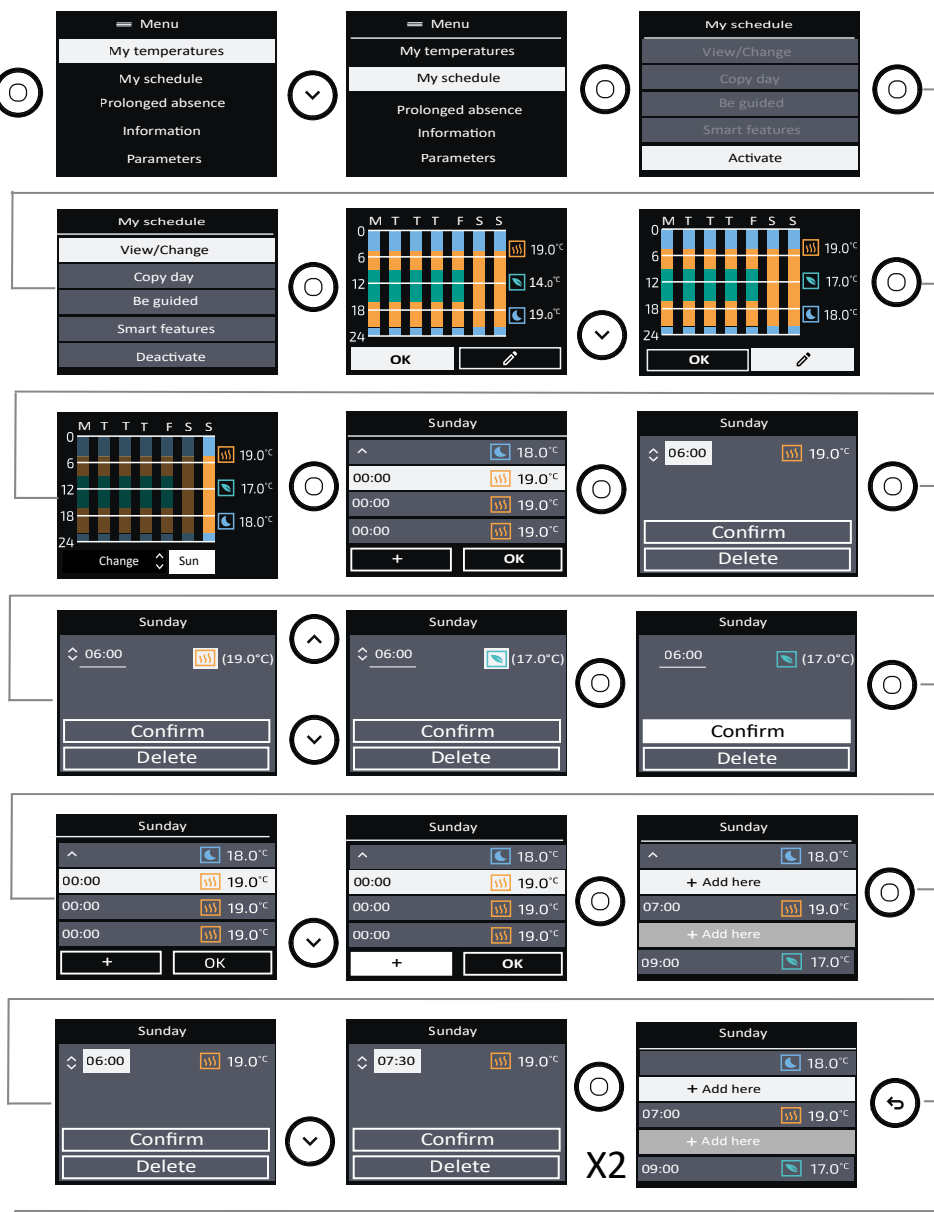 Menu
My temperatures
My schedule
Prolonged absence
Information
Parameters
Menu
My temperatures
My schedule
Prolonged absence
Information
Parameters
My schedule
View/Change
Copy day
Be guided
Smart features
Activate
My schedule
View/Change
Copy day
Be guided
Smart features
Deactivate
M T T T F S S
0
6 19.0°C
12 14.0°C
18 19.0°C
24
OK
M T T T F S S
0
6 19.0°C
12 17.0°C
18 18.0°C
24
OK
M T T T F S S
0
6 19.0°C
12 17.0°C
18 18.0°C
24
Change Sun
Sunday
18.0°C
00:00 19.0°C
00:00 19.0°C
00:00 19.0°C
+ OK
Sunday
06:00 19.0°C
Confirm
Delete
Sunday
06:00 (19.0°C)
Confirm
Delete
Sunday
06:00 (17.0°C)
Confirm
Delete
Sunday
06:00 (17.0°C)
Confirm
Delete
Sunday
18.0°C
00:00 19.0°C
00:00 19.0°C
00:00 19.0°C
+ OK
Sunday
18.0°C
00:00 19.0°C
00:00 19.0°C
00:00 19.0°C
+ OK
Sunday
18.0°C
+ Add here
07:00 19.0°C
+ Add here
09:00 17.0°C
Sunday
06:00 19.0°C
Confirm
Delete
Sunday
07:30 19.0°C
Confirm
Delete
X2
Sunday
18.0°C
+ Add here
07:00 19.0°C
+ Add here
09:00 17.0°C